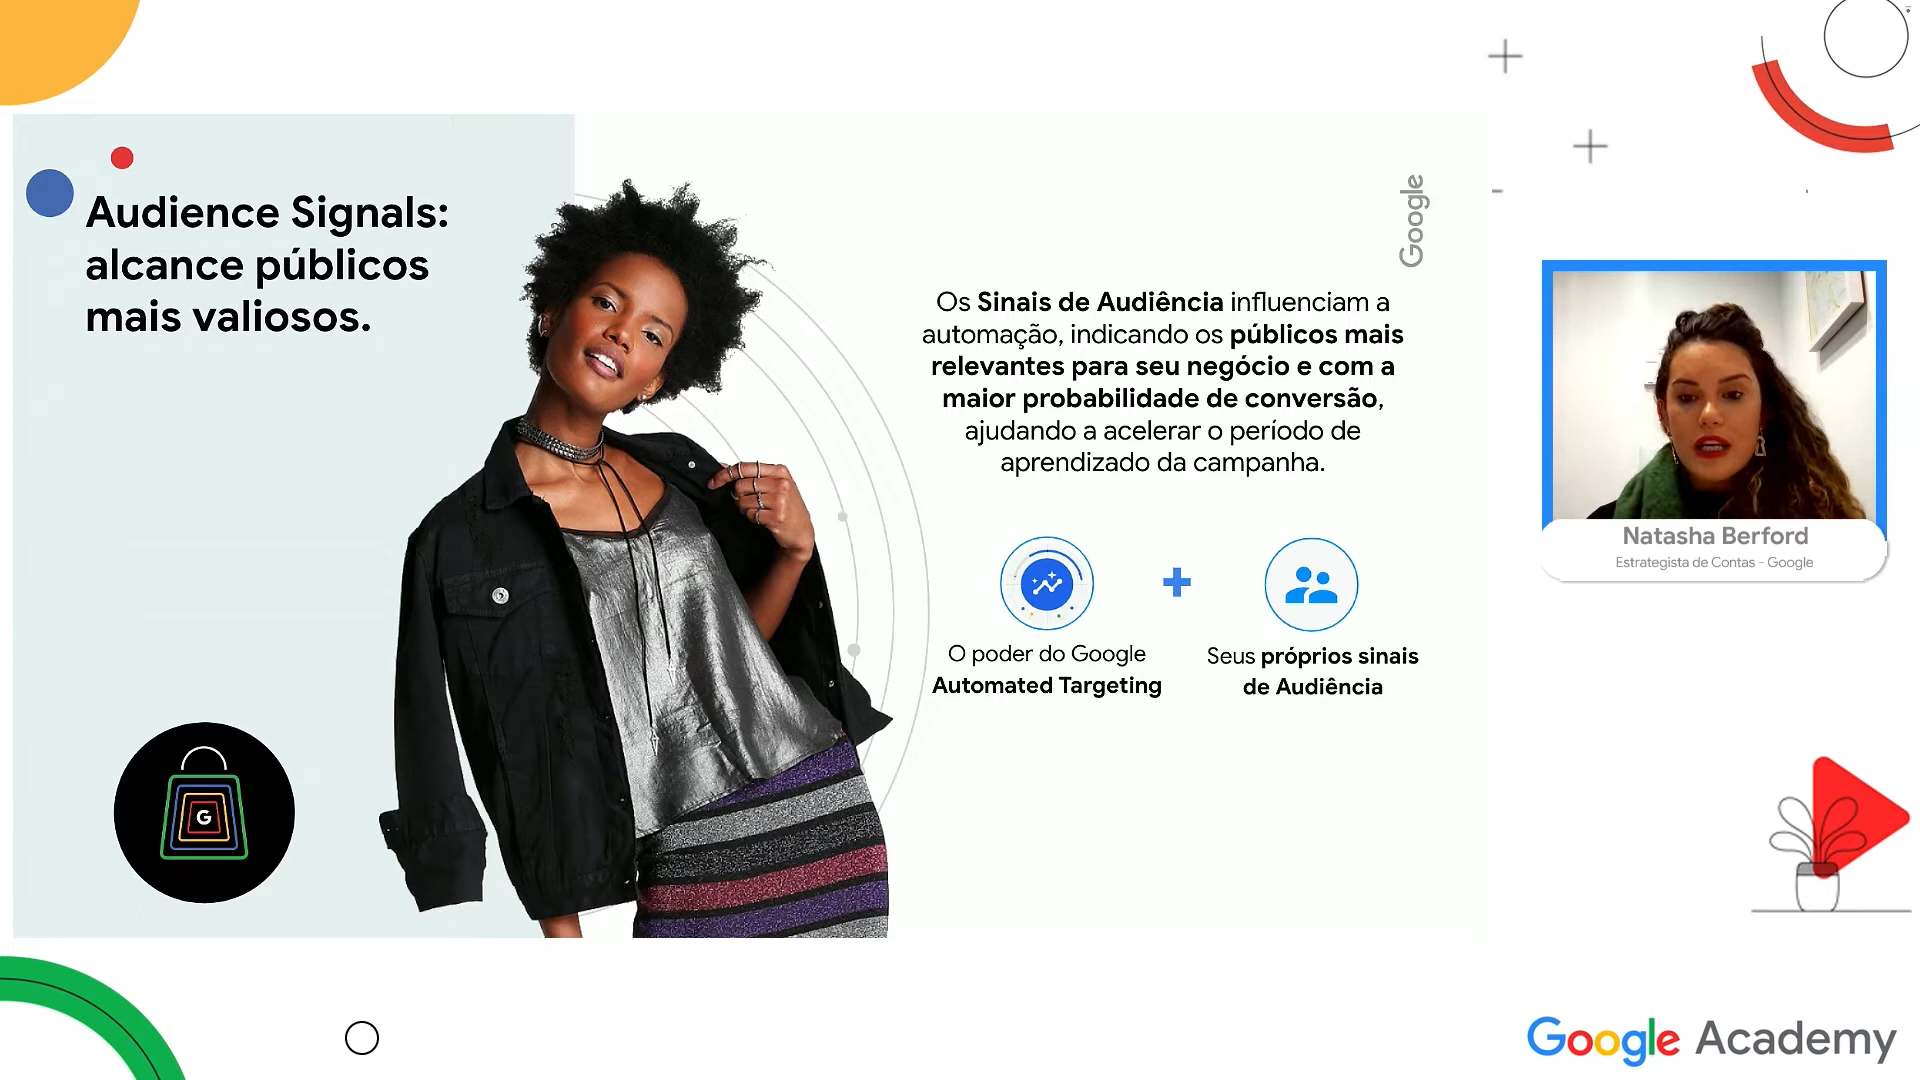 Audience Signals:
alcance públicos
mais valiosos.
G
Google
Os Sinais de Audiência influenciam a
automação, indicando os públicos mais
relevantes para seu negócio e com a
maior probabilidade de conversão,
ajudando a acelerar o período de
aprendizado da campanha.
O poder do Google
Automated Targeting
+
Seus próprios sinais
de Audiência
Natasha Berford
Estrategista de Contas - Google
Google Academy